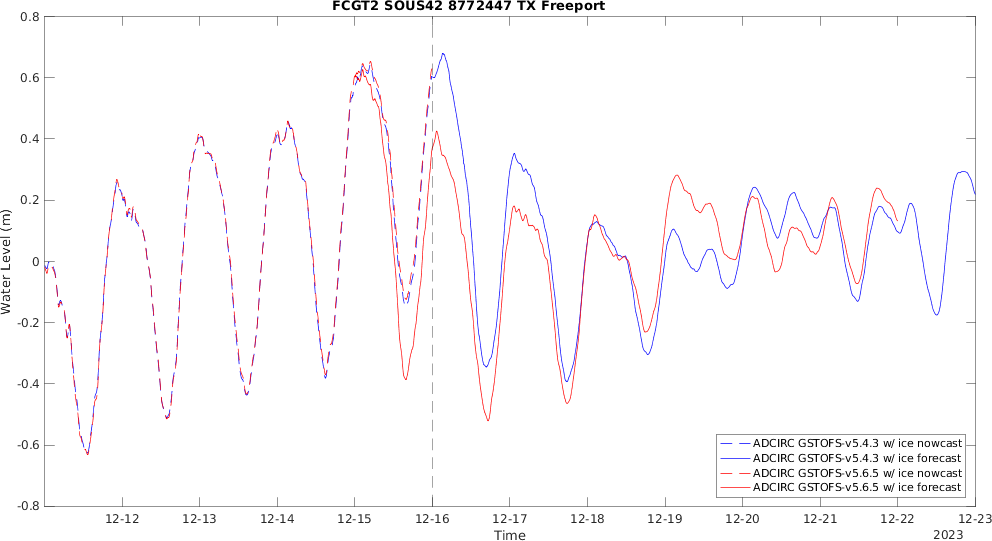 FCGT2 SOUS42 8772447 TX Freeport
0.8
0.6
0.4
0.2
0
-0.2
-0.4
-0.6
-0.8
Water Level (m)
12-12 12-13 12-14 12-15 12-16 12-17 12-18 12-19 12-20 12-21 12-22 12-23
Time
2023
ADCIRC GSTOFS-v5.4.3 w/ ice nowcast
ADCIRC GSTOFS-v5.4.3 w/ ice forecast
ADCIRC GSTOFS-v5.6.5 w/ ice nowcast
ADCIRC GSTOFS-v5.6.5 w/ ice forecast